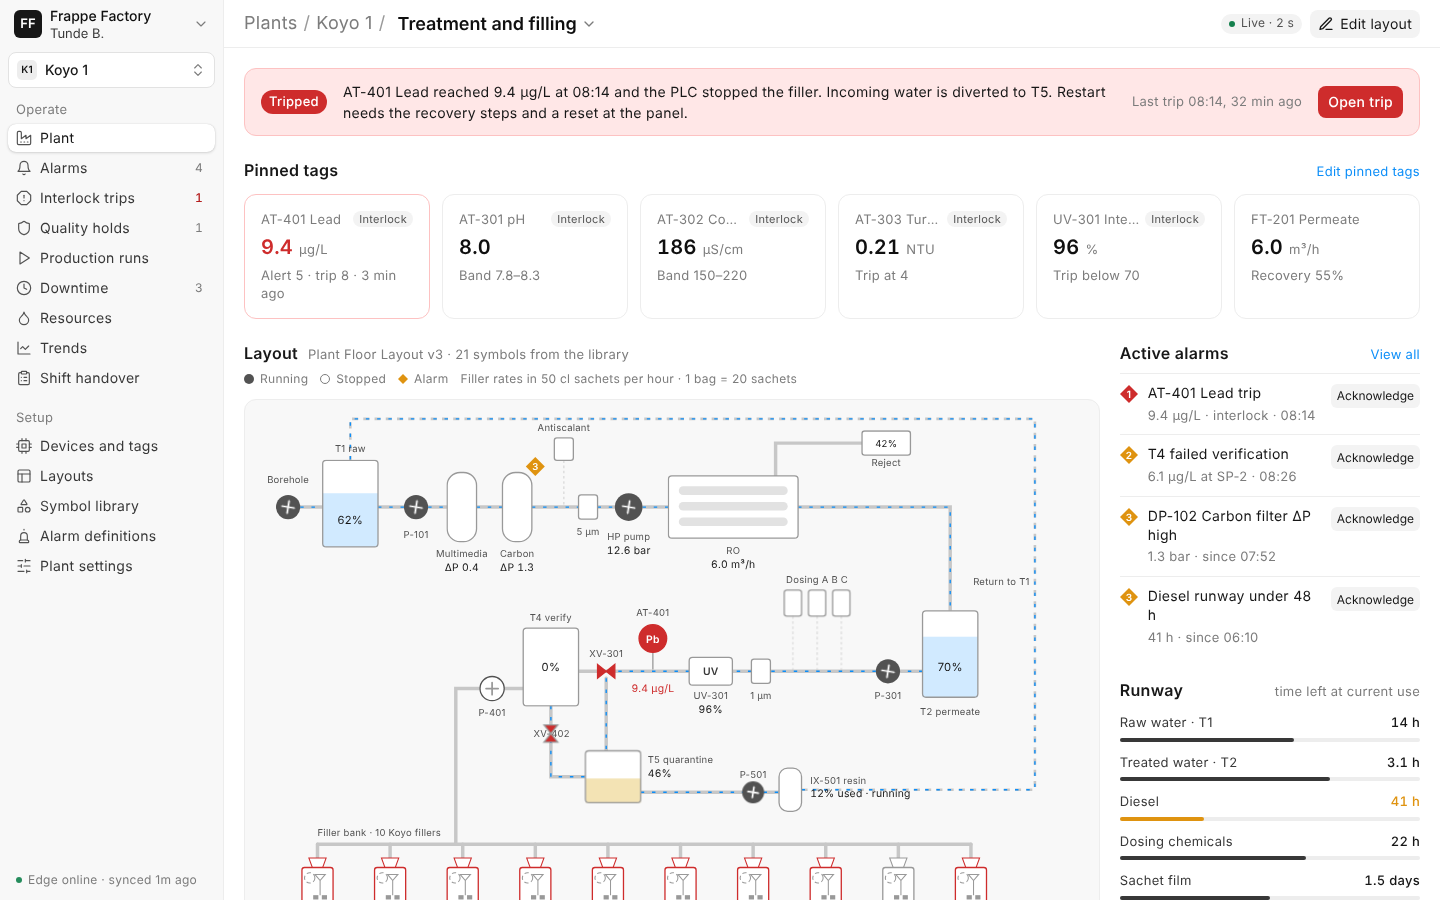 FF
Frappe Factory
Tunde B.
K1
Koyo 1
Operate
Plant
Alarms
4
Interlock trips
1
Quality holds
1
Production runs
Downtime
3
Resources
Trends
Shift handover
Setup
Devices and tags
Layouts
Symbol library
Alarm definitions
Plant settings
Edge online · synced 1m ago
Plants / Koyo 1 / Treatment and filling
Live · 2 s
Edit layout
Tripped
AT-401 Lead reached 9.4 µg/L at 08:14 and the PLC stopped the filler. Incoming water is diverted to T5. Restart
needs the recovery steps and a reset at the panel.
Last trip 08:14, 32 min ago
Open trip
Pinned tags
Edit pinned tags
AT-401 Lead
Interlock
9.4 µg/L
Alert 5 · trip 8 · 3 min
ago
AT-301 pH
Interlock
8.0
Band 7.8–8.3
AT-302 Co...
Interlock
186 µS/cm
Band 150–220
AT-303 Tur...
Interlock
0.21 NTU
Trip at 4
UV-301 Inte...
Interlock
96 %
Trip below 70
FT-201 Permeate
6.0 m³/h
Recovery 55%
Layout
Plant Floor Layout v3 · 21 symbols from the library
Running
Stopped
Alarm
Filler rates in 50 cl sachets per hour · 1 bag = 20 sachets
Antiscalant
T1 raw
42%
Reject
3
Borehole
62%
P-101
5 µm
HP pump
12.6 bar
Multimedia
ΔP 0.4
Carbon
ΔP 1.3
RO
6.0 m³/h
Dosing A B C
Return to T1
AT-401
T4 verify
Pb
XV-301
0%
UV
70%
9.4 µg/L
UV-301
96%
1 µm
P-301
P-401
T2 permeate
XV-402
T5 quarantine
46%
P-501
IX-501 resin
12% used · running
Filler bank · 10 Koyo fillers
Active alarms
View all
1
AT-401 Lead trip
9.4 µg/L · interlock · 08:14
Acknowledge
2
T4 failed verification
6.1 µg/L at SP-2 · 08:26
Acknowledge
3
DP-102 Carbon filter ΔP
high
1.3 bar · since 07:52
Acknowledge
3
Diesel runway under 48
h
41 h · since 06:10
Acknowledge
Runway
time left at current use
Raw water · T1
14 h
Treated water · T2
3.1 h
Diesel
41 h
Dosing chemicals
22 h
Sachet film
1.5 days